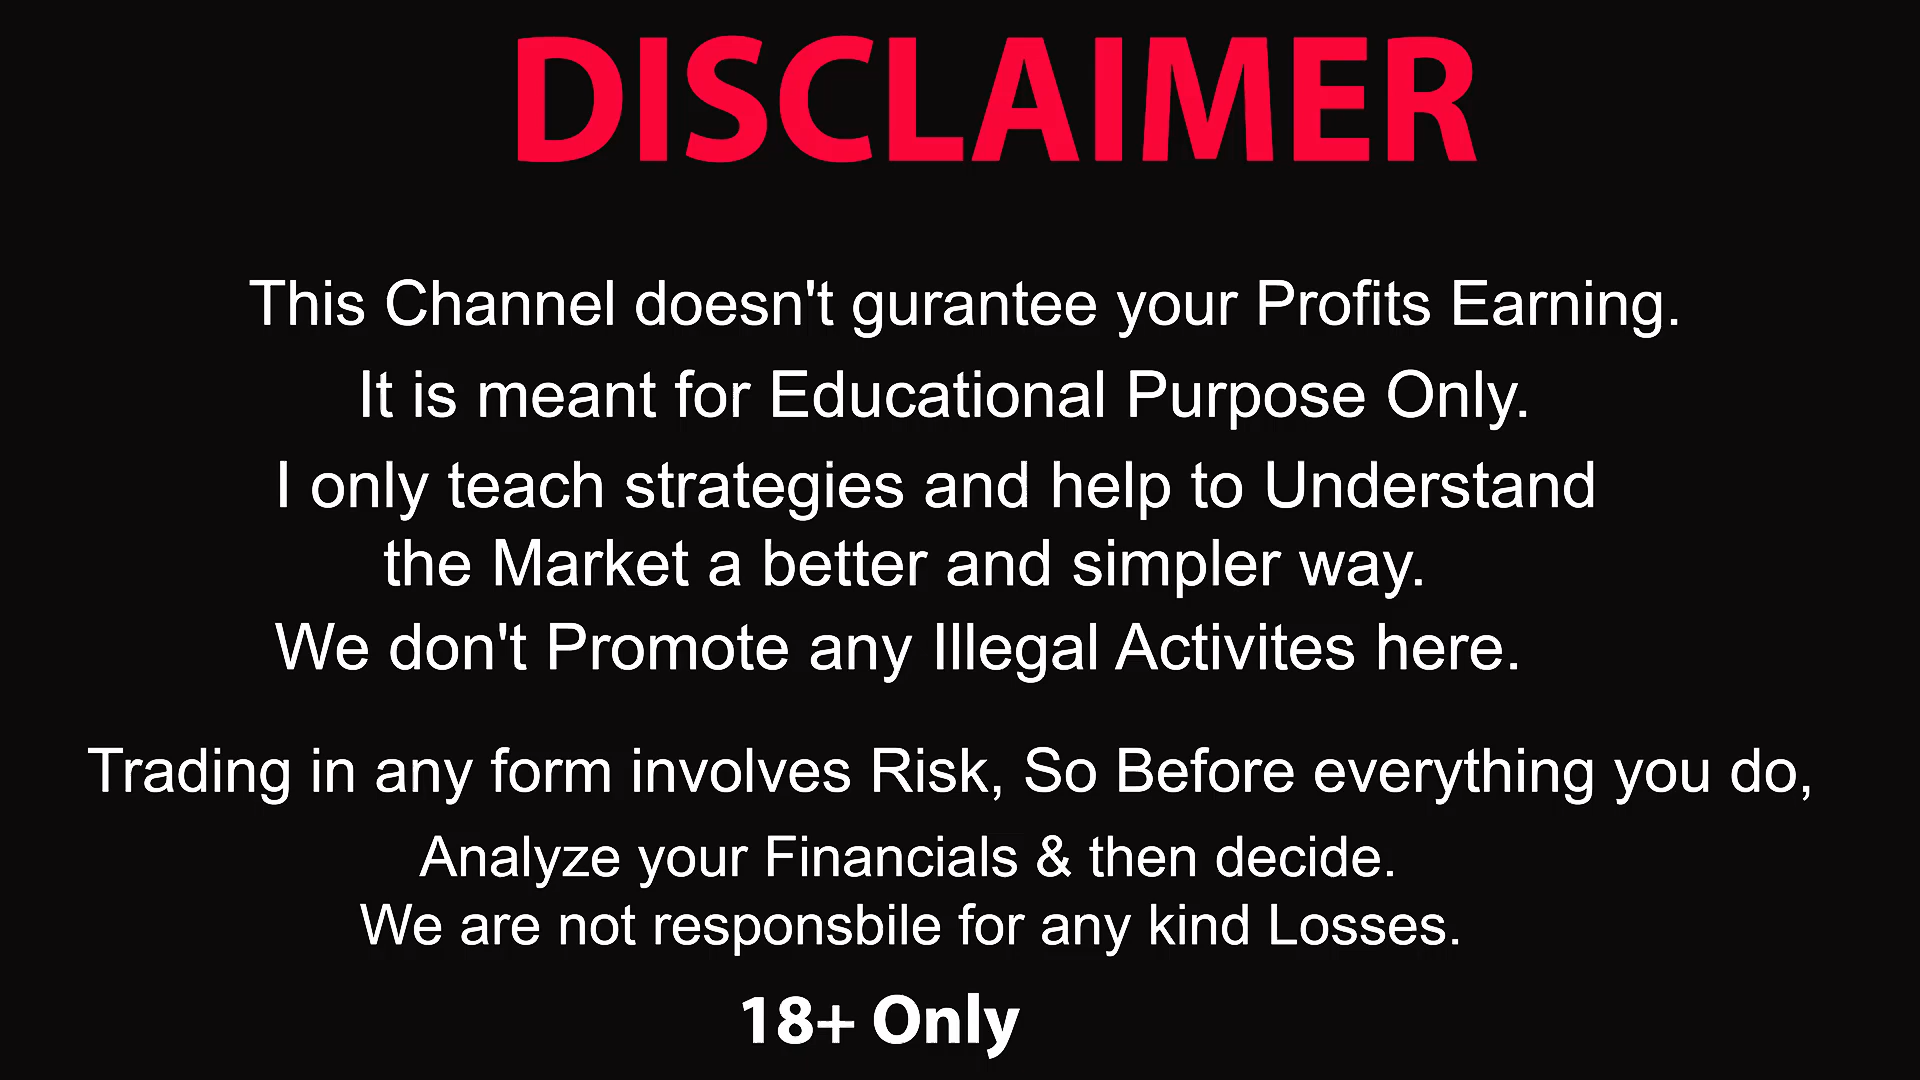 DISCLAIMER
This Channel doesn't gurantee your Profits Earning.
It is meant for Educational Purpose Only.
I only teach strategies and help to Understand
the Market a better and simpler way.
We don't Promote any Illegal Activites here.
Trading in any form involves Risk, So Before everything you do,
Analyze your Financials & then decide.
We are not responsbile for any kind Losses.
18+ Only